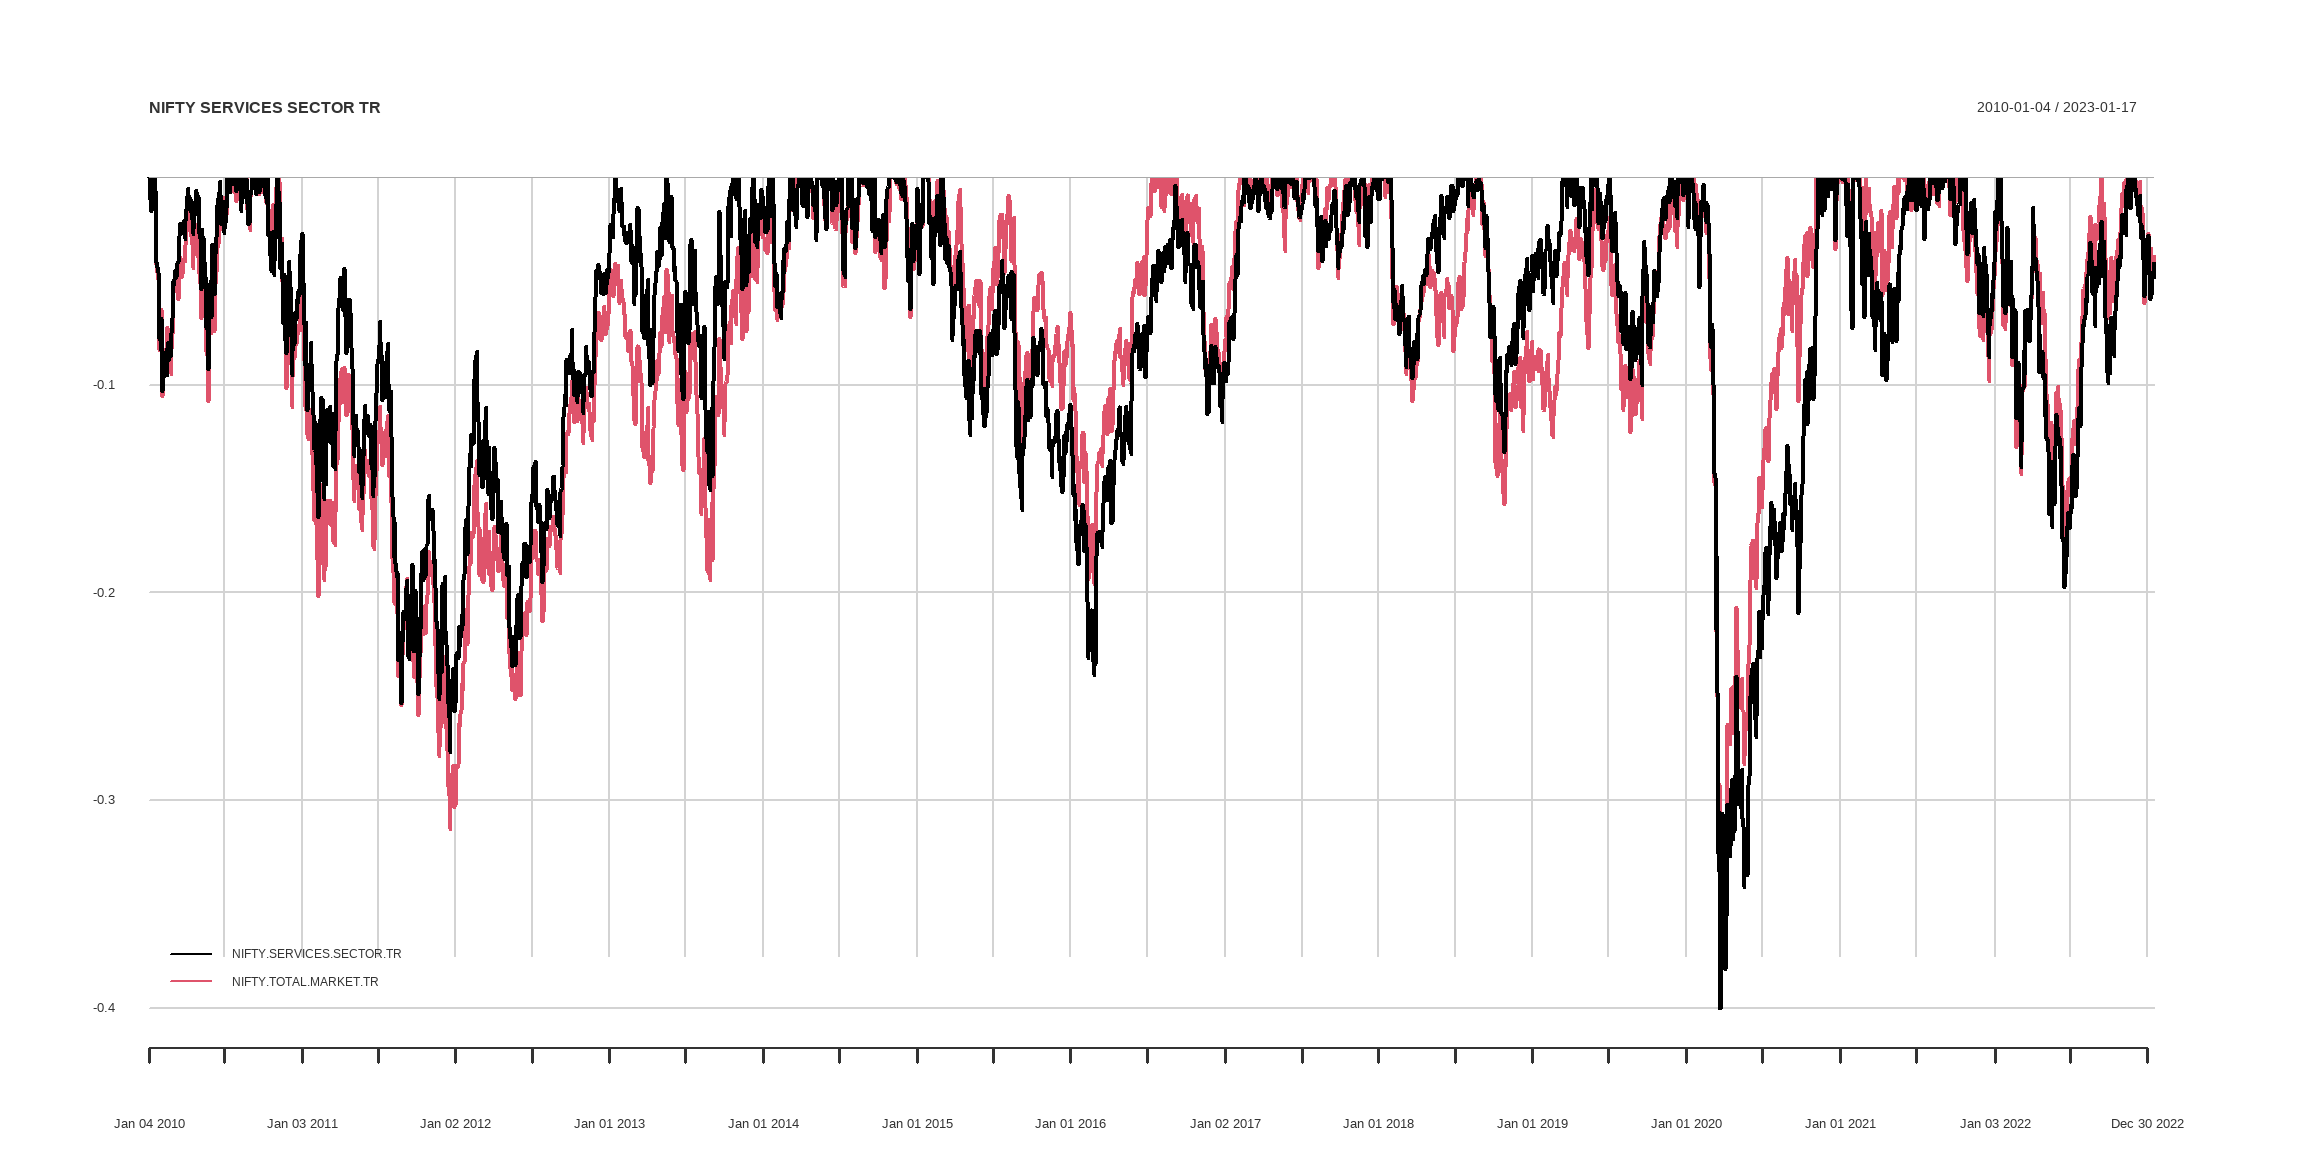 NIFTY SERVICES SECTOR TR
2010-01-04 / 2023-01-17
-0.1
-0.2
-0.3
NIFTY.SERVICES.SECTOR.TR
NIFTY.TOTAL.MARKET.TR
-0.4
Jan 04 2010 Jan 03 2011 Jan 02 2012 Jan 01 2013 Jan 01 2014 Jan 01 2015 Jan 01 2016 Jan 02 2017 Jan 01 2018 Jan 01 2019 Jan 01 2020 Jan 01 2021 Jan 03 2022 Dec 30 2022